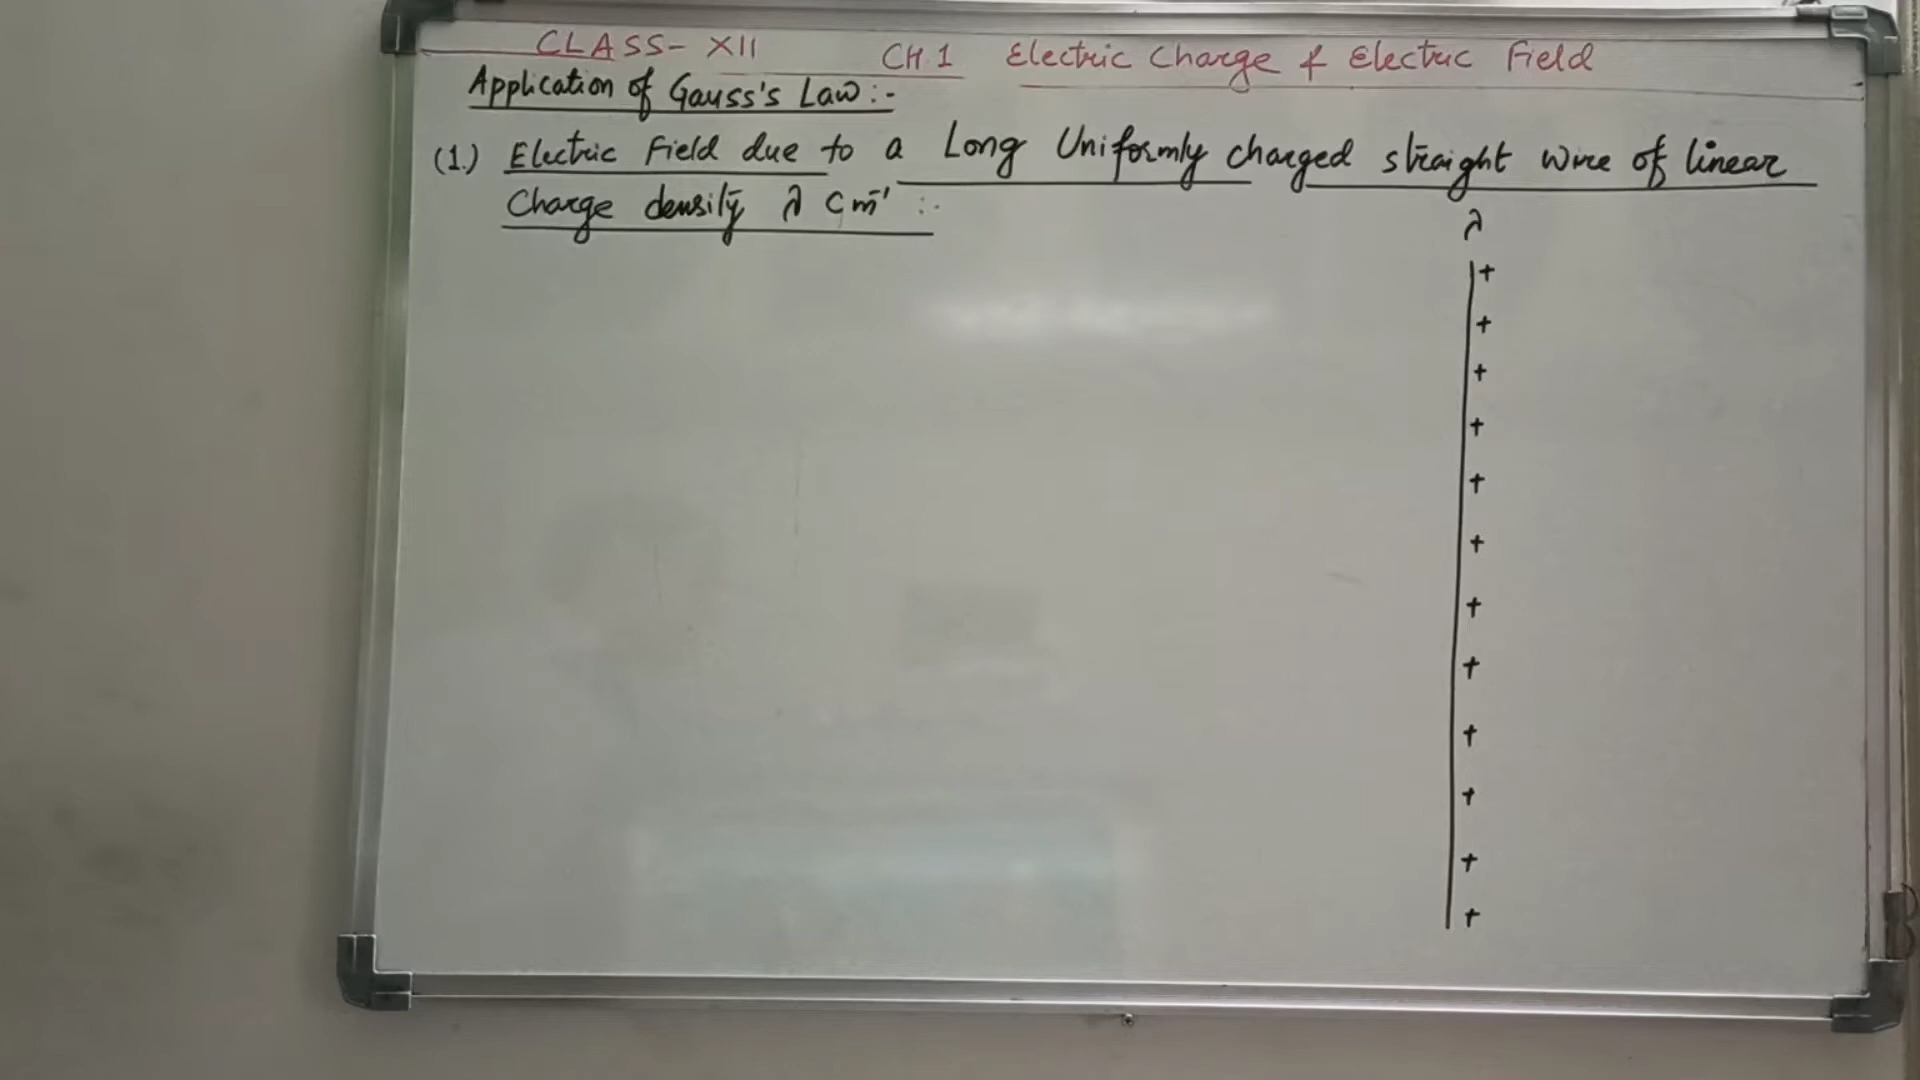 CLASS- XII CH.1 Electric Charge & Electric Field
Application of Gauss's Law :-
(1.) Electric Field due to a Long Uniformly charged straight wire of linear
Charge density λ Cm⁻¹ :-
λ
+
+
+
+
+
+
+
+
+
+
+
+